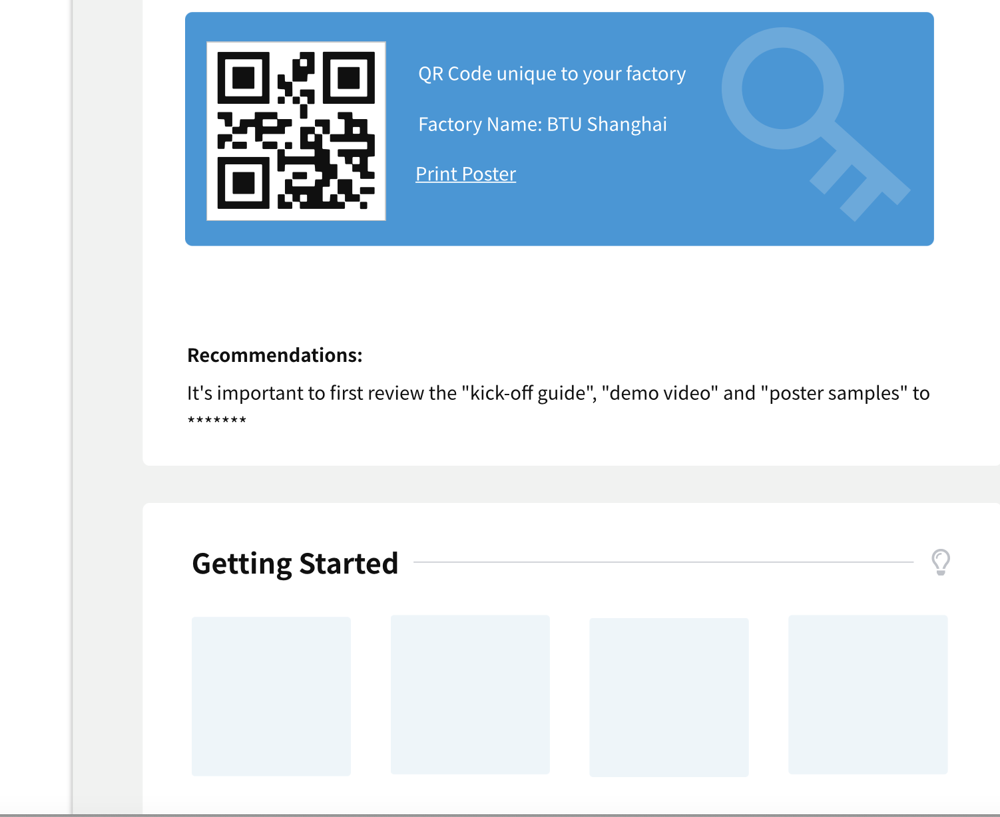 QR Code unique to your factory
Factory Name: BTU Shanghai
Print Poster
Recommendations:
It's important to first review the "kick-off guide", "demo video" and "poster samples" to
*******
Getting Started